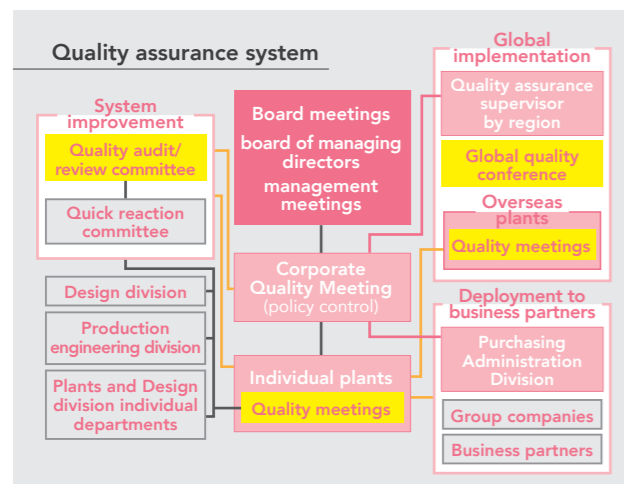 Quality assurance system
System
improvement
Quality audit/
review committee
Quick reaction
committee
Design division
Production
engineering division
Plants and Design
division individual
departments
Board meetings
board of managing
directors
management
meetings
Corporate
Quality Meeting
(policy control)
Individual plants
Quality meetings
Global
implementation
Quality assurance
supervisor
by region
Global quality
conference
Overseas
plants
Quality meetings
Deployment to
business partners
Purchasing
Administration
Division
Group companies
Business partners